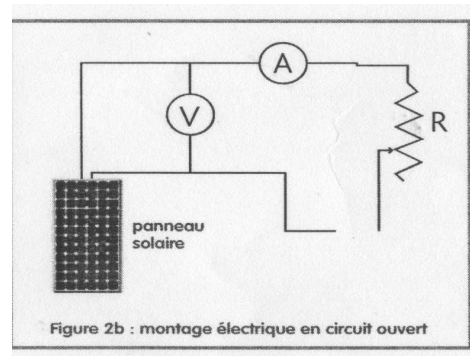 A
V
R
panneau
solaire
Figure 2b : montage électrique en circuit ouvert